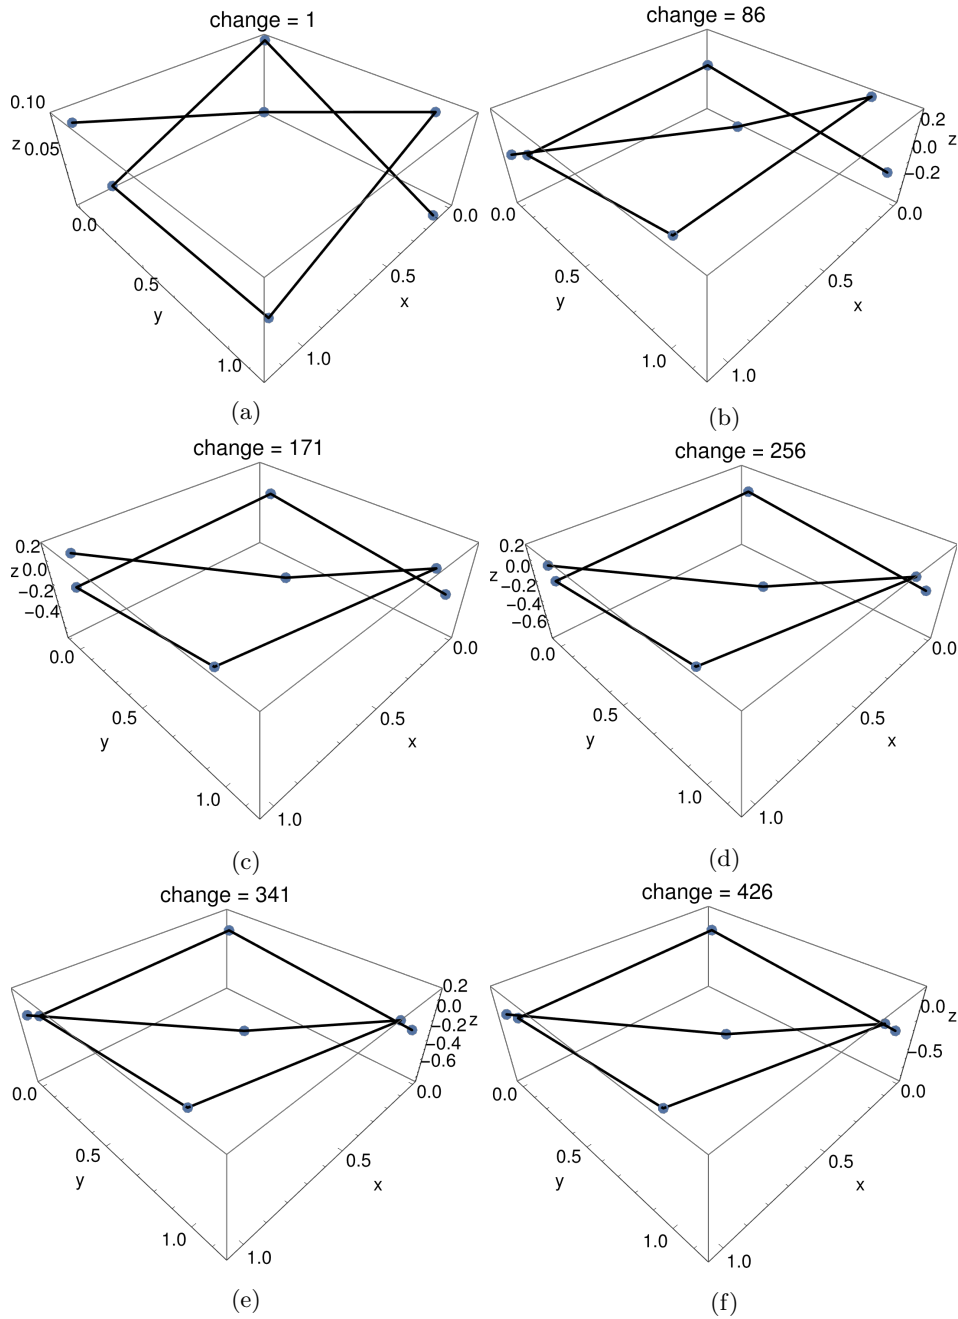 change = 1
0.10
z 0.05
0.0
0.5
y
1.0
1.0
0.5
x
0.0
(a)
change = 86
0.2
0.0 z
−0.2
0.0
0.5
y
1.0
1.0
x
0.5
0.0
(b)
change = 171
0.2
z 0.0
−0.2
−0.4
0.0
0.5
y
1.0
1.0
x
0.5
0.0
(c)
change = 256
0.2
z 0.0
−0.2
−0.4
−0.6
0.0
0.5
y
1.0
1.0
x
0.5
0.0
(d)
change = 341
0.2
0.0
−0.2 z
−0.4
−0.6
0.0
0.5
y
1.0
1.0
x
0.5
0.0
(e)
change = 426
0.0
z
−0.5
0.0
0.5
y
1.0
1.0
x
0.5
0.0
(f)